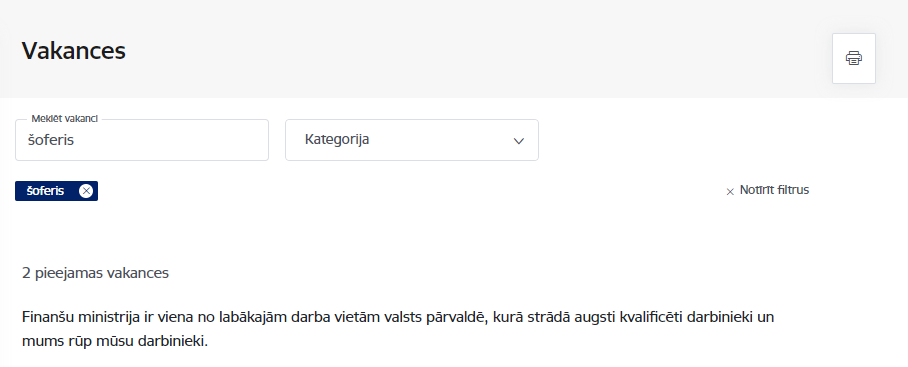 Vakances
Meklēt vakanci
šoferis
Kategorija
šoferis
Notīrīt filtrus
2 pieejamas vakances
Finanšu ministrija ir viena no labākajām darba vietām valsts pārvaldē, kurā strādā augsti kvalificēti darbinieki un
mums rūp mūsu darbinieki.